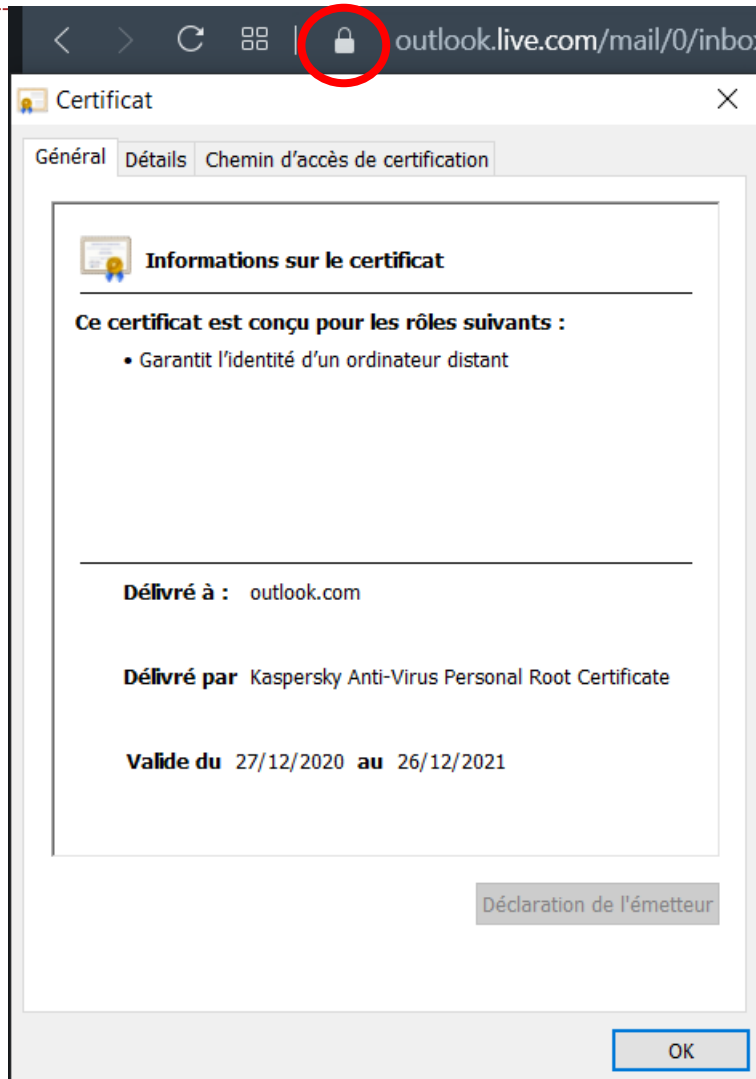 outlook.live.com/mail/0/inbo
Certificat
Général Détails Chemin d’accès de certification
Informations sur le certificat
Ce certificat est conçu pour les rôles suivants :
• Garantit l’identité d’un ordinateur distant
Délivré à : outlook.com
Délivré par Kaspersky Anti-Virus Personal Root Certificate
Valide du 27/12/2020 au 26/12/2021
Déclaration de l'émetteur
OK